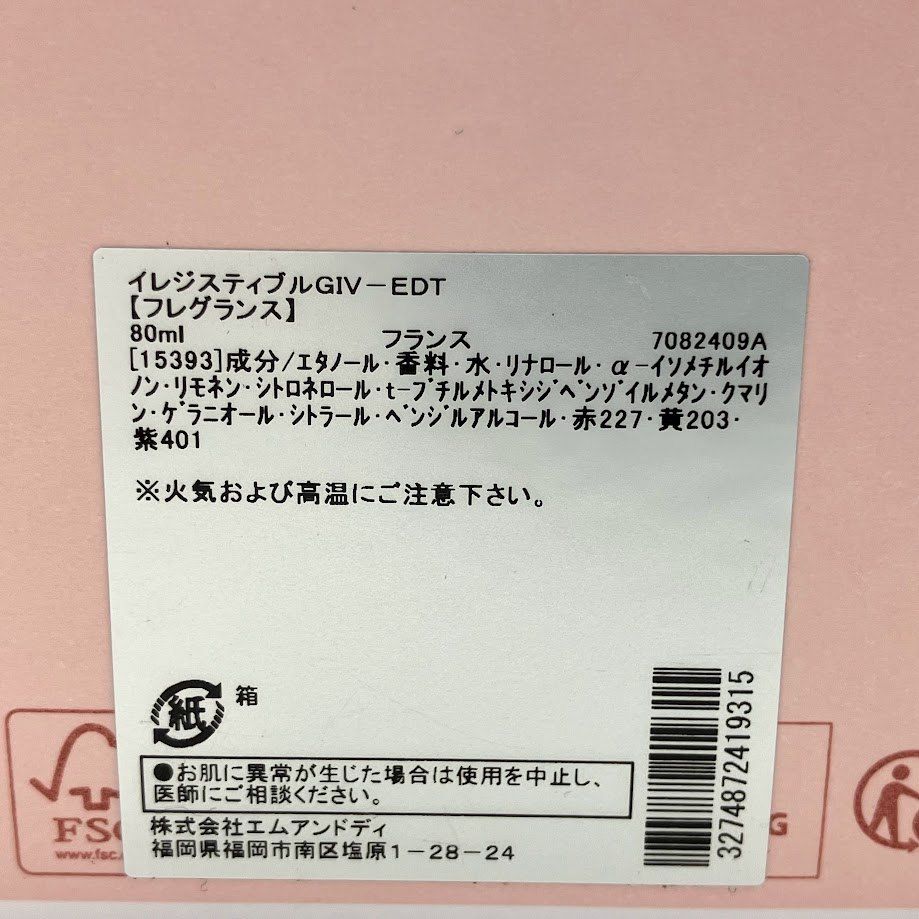 イレジスティブルGIV－EDT
【フレグランス】
80ml フランス 7082409A
[15393]成分/エタノール・香料・水・リナロール・α-イソメチルイオ
ノン・リモネン・シトロネロール・t-ブチルメトキシジベンゾイルメタン・クマリ
ン・ゲラニオール・シトラール・ベンジルアルコール・赤227・黄203・
紫401
※火気および高温にご注意下さい。
紙 箱
●お肌に異常が生じた場合は使用を中止し、
医師にご相談ください。
株式会社エムアンドディ
福岡県福岡市南区塩原1－28－24
3274872419315
FSC
www.fsc.
G